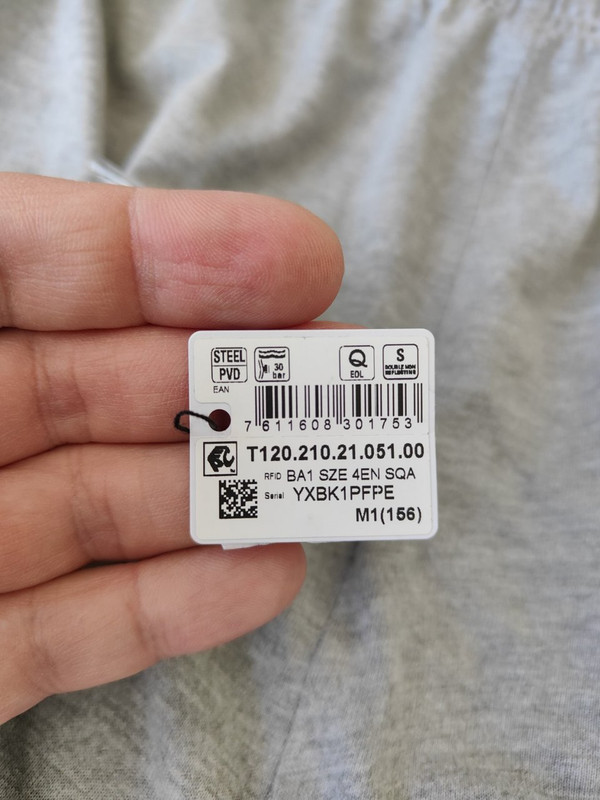 STEEL
PVD
30
bar
Q
EOL
S
DOUBLE NON
REFLECTING
EAN
7 611608 301753
T120.210.21.051.00
RFID BA1 SZE 4EN SQA
Serial YXBK1PFPE
M1(156)